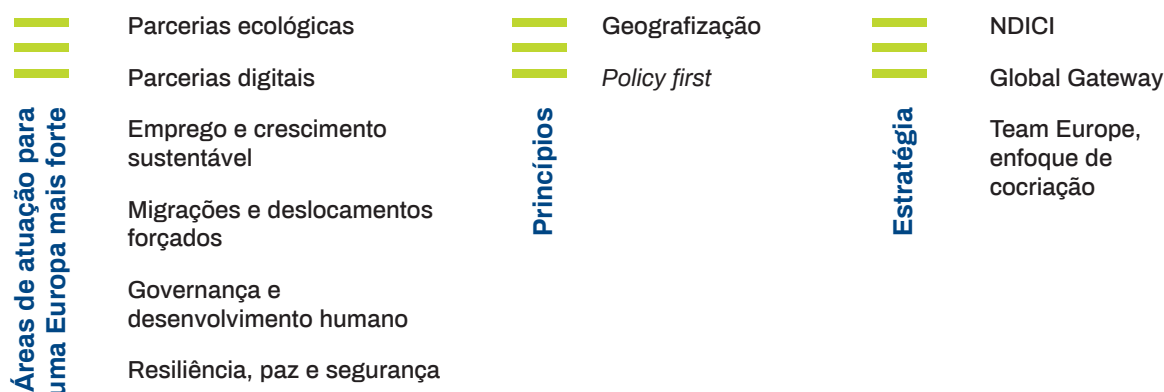 Áreas de atuação para
uma Europa mais forte
Parcerias ecológicas
Parcerias digitais
Emprego e crescimento
sustentável
Migrações e deslocamentos
forçados
Governança e
desenvolvimento humano
Resiliência, paz e segurança
Princípios
Geografização
Policy first
Estratégia
NDICI
Global Gateway
Team Europe,
enfoque de
cocriação